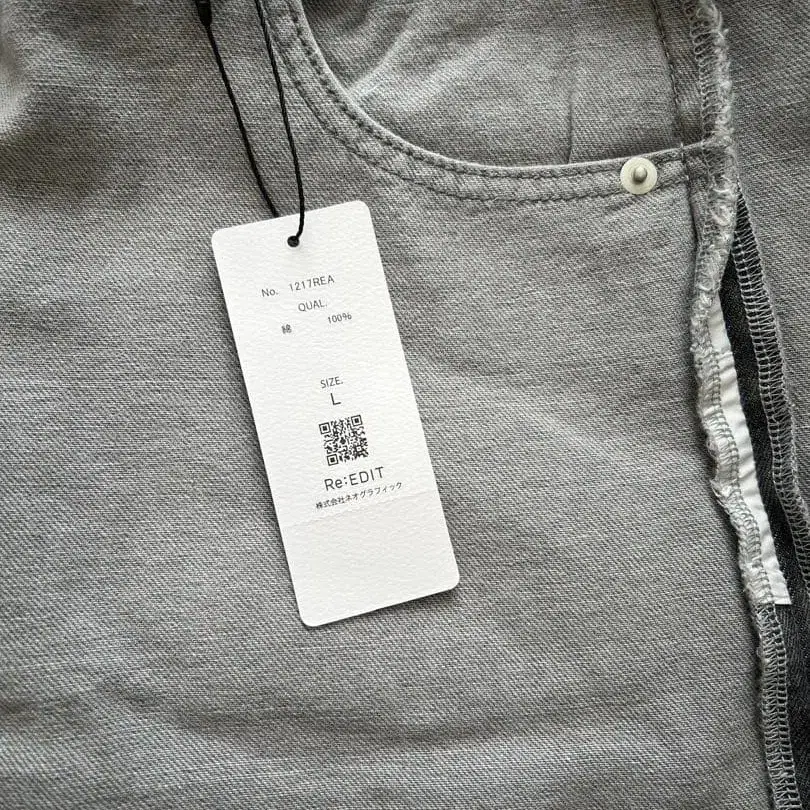 No. 1217REA
QUAL.
綿 100%
SIZE.
L
Re:EDIT
株式会社ネオグラフィック